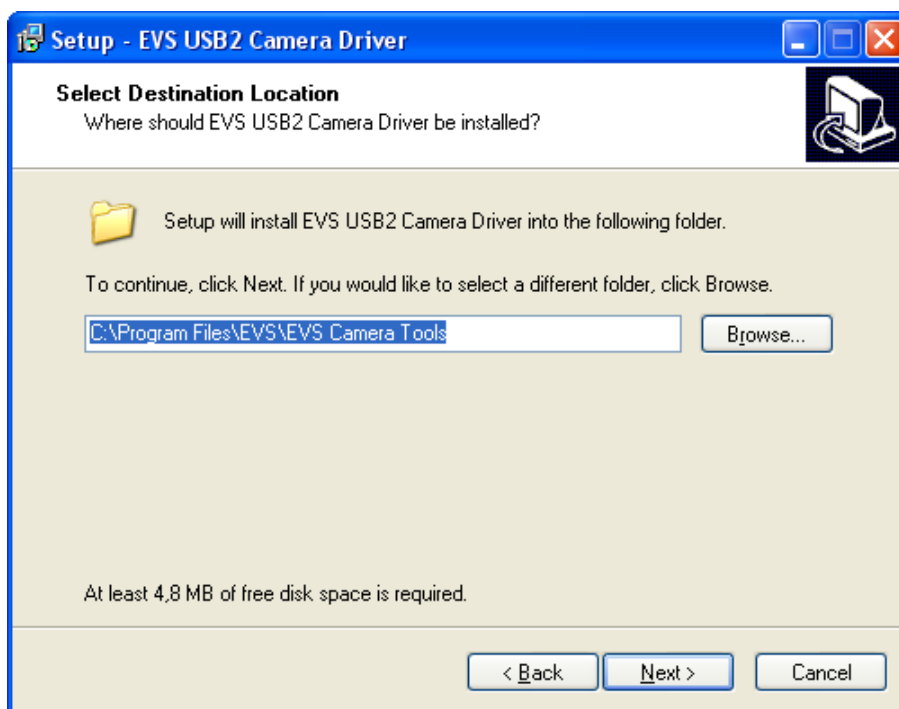 Setup - EVS USB2 Camera Driver
Select Destination Location
Where should EVS USB2 Camera Driver be installed?
Setup will install EVS USB2 Camera Driver into the following folder.
To continue, click Next. If you would like to select a different folder, click Browse.
C:\Program Files\EVS\EVS Camera Tools
Browse...
At least 4,8 MB of free disk space is required.
< Back Next > Cancel